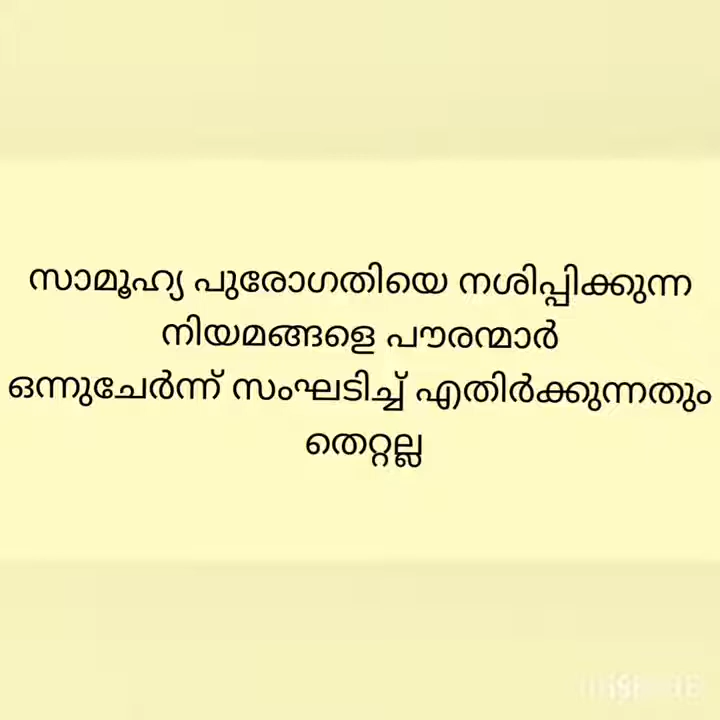 സാമൂഹ്യ പുരോഗതിയെ നശിപ്പിക്കുന്ന
നിയമങ്ങളെ പൗരന്മാർ
ഒന്നുചേർന്ന് സംഘടിച്ച് എതിർക്കുന്നതും
തെറ്റല്ല